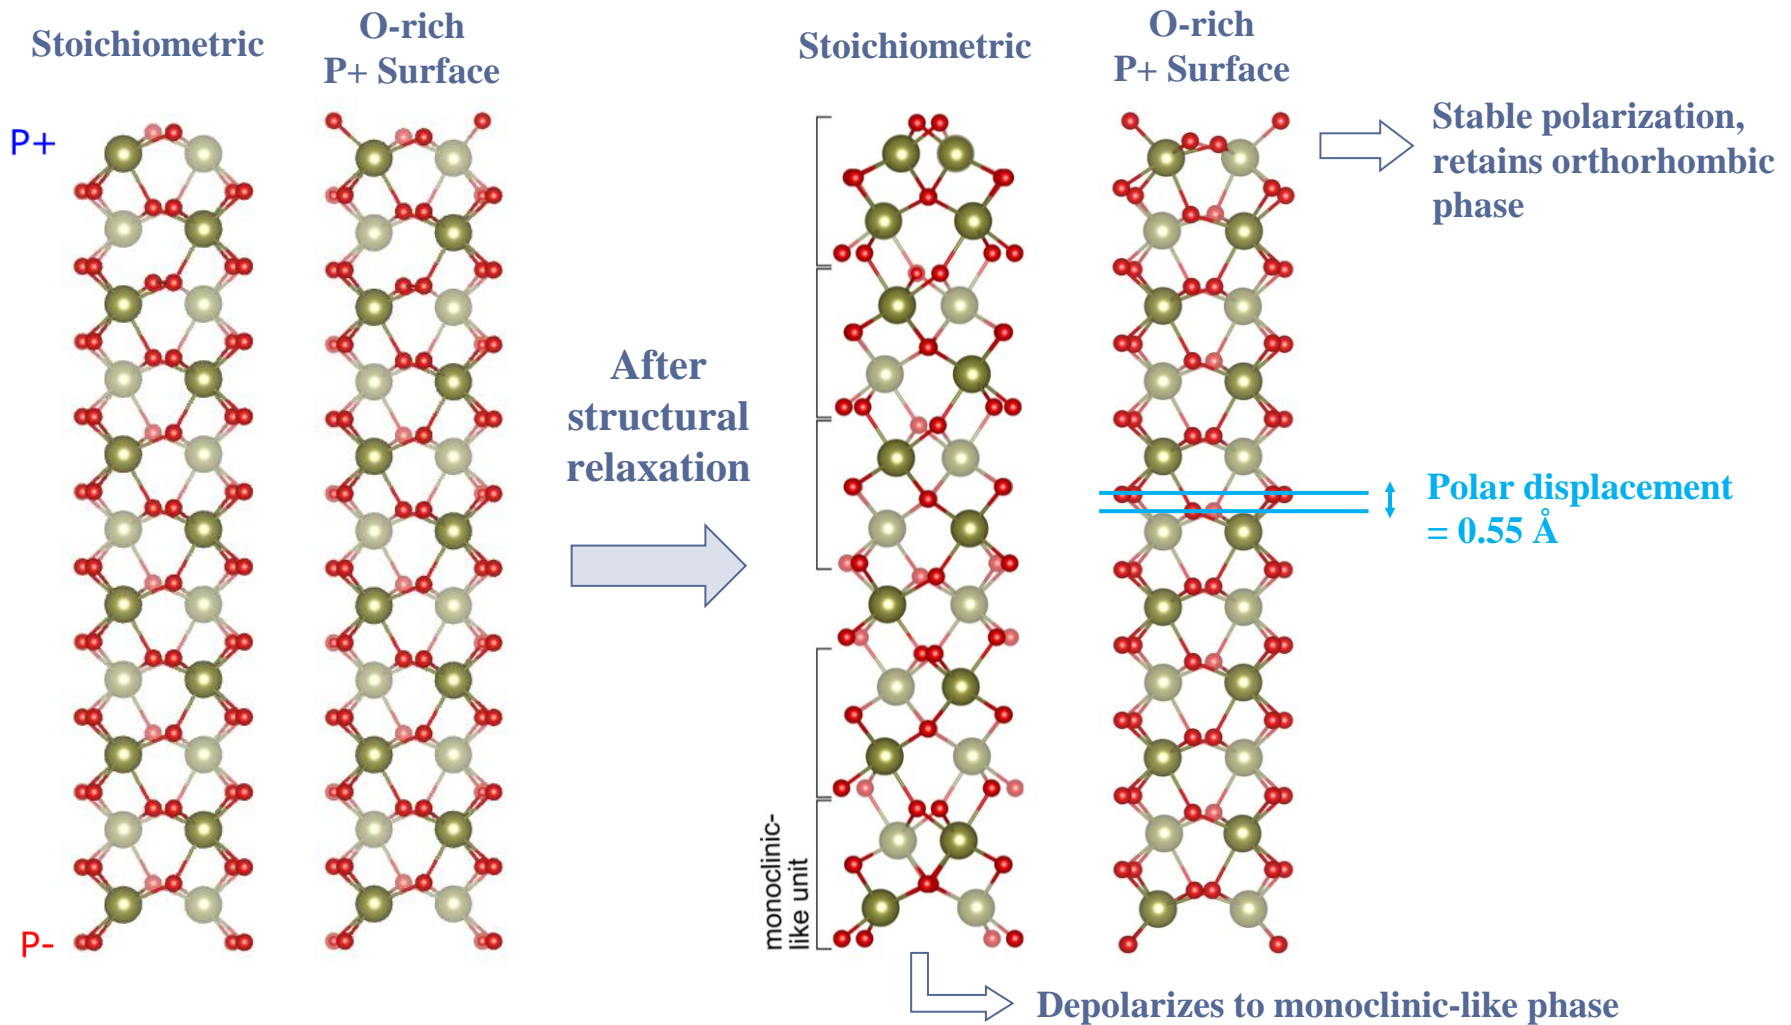 Stoichiometric
O-rich
P+ Surface
Stoichiometric
O-rich
P+ Surface
P+
Stable polarization,
retains orthorhombic
phase
After
structural
relaxation
Polar displacement
= 0.55 Å
monoclinic-
like unit
P-
Depolarizes to monoclinic-like phase